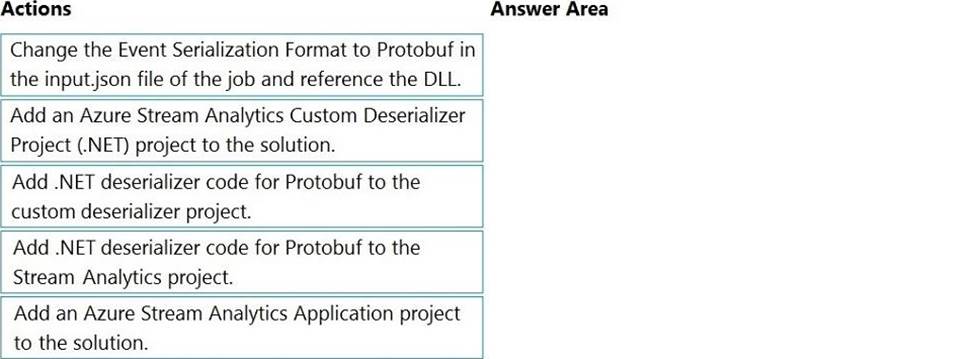 Actions
Answer Area
Change the Event Serialization Format to Protobuf in
the input.json file of the job and reference the DLL.
Add an Azure Stream Analytics Custom Deserializer
Project (.NET) project to the solution.
Add .NET deserializer code for Protobuf to the
custom deserializer project.
Add .NET deserializer code for Protobuf to the
Stream Analytics project.
Add an Azure Stream Analytics Application project
to the solution.